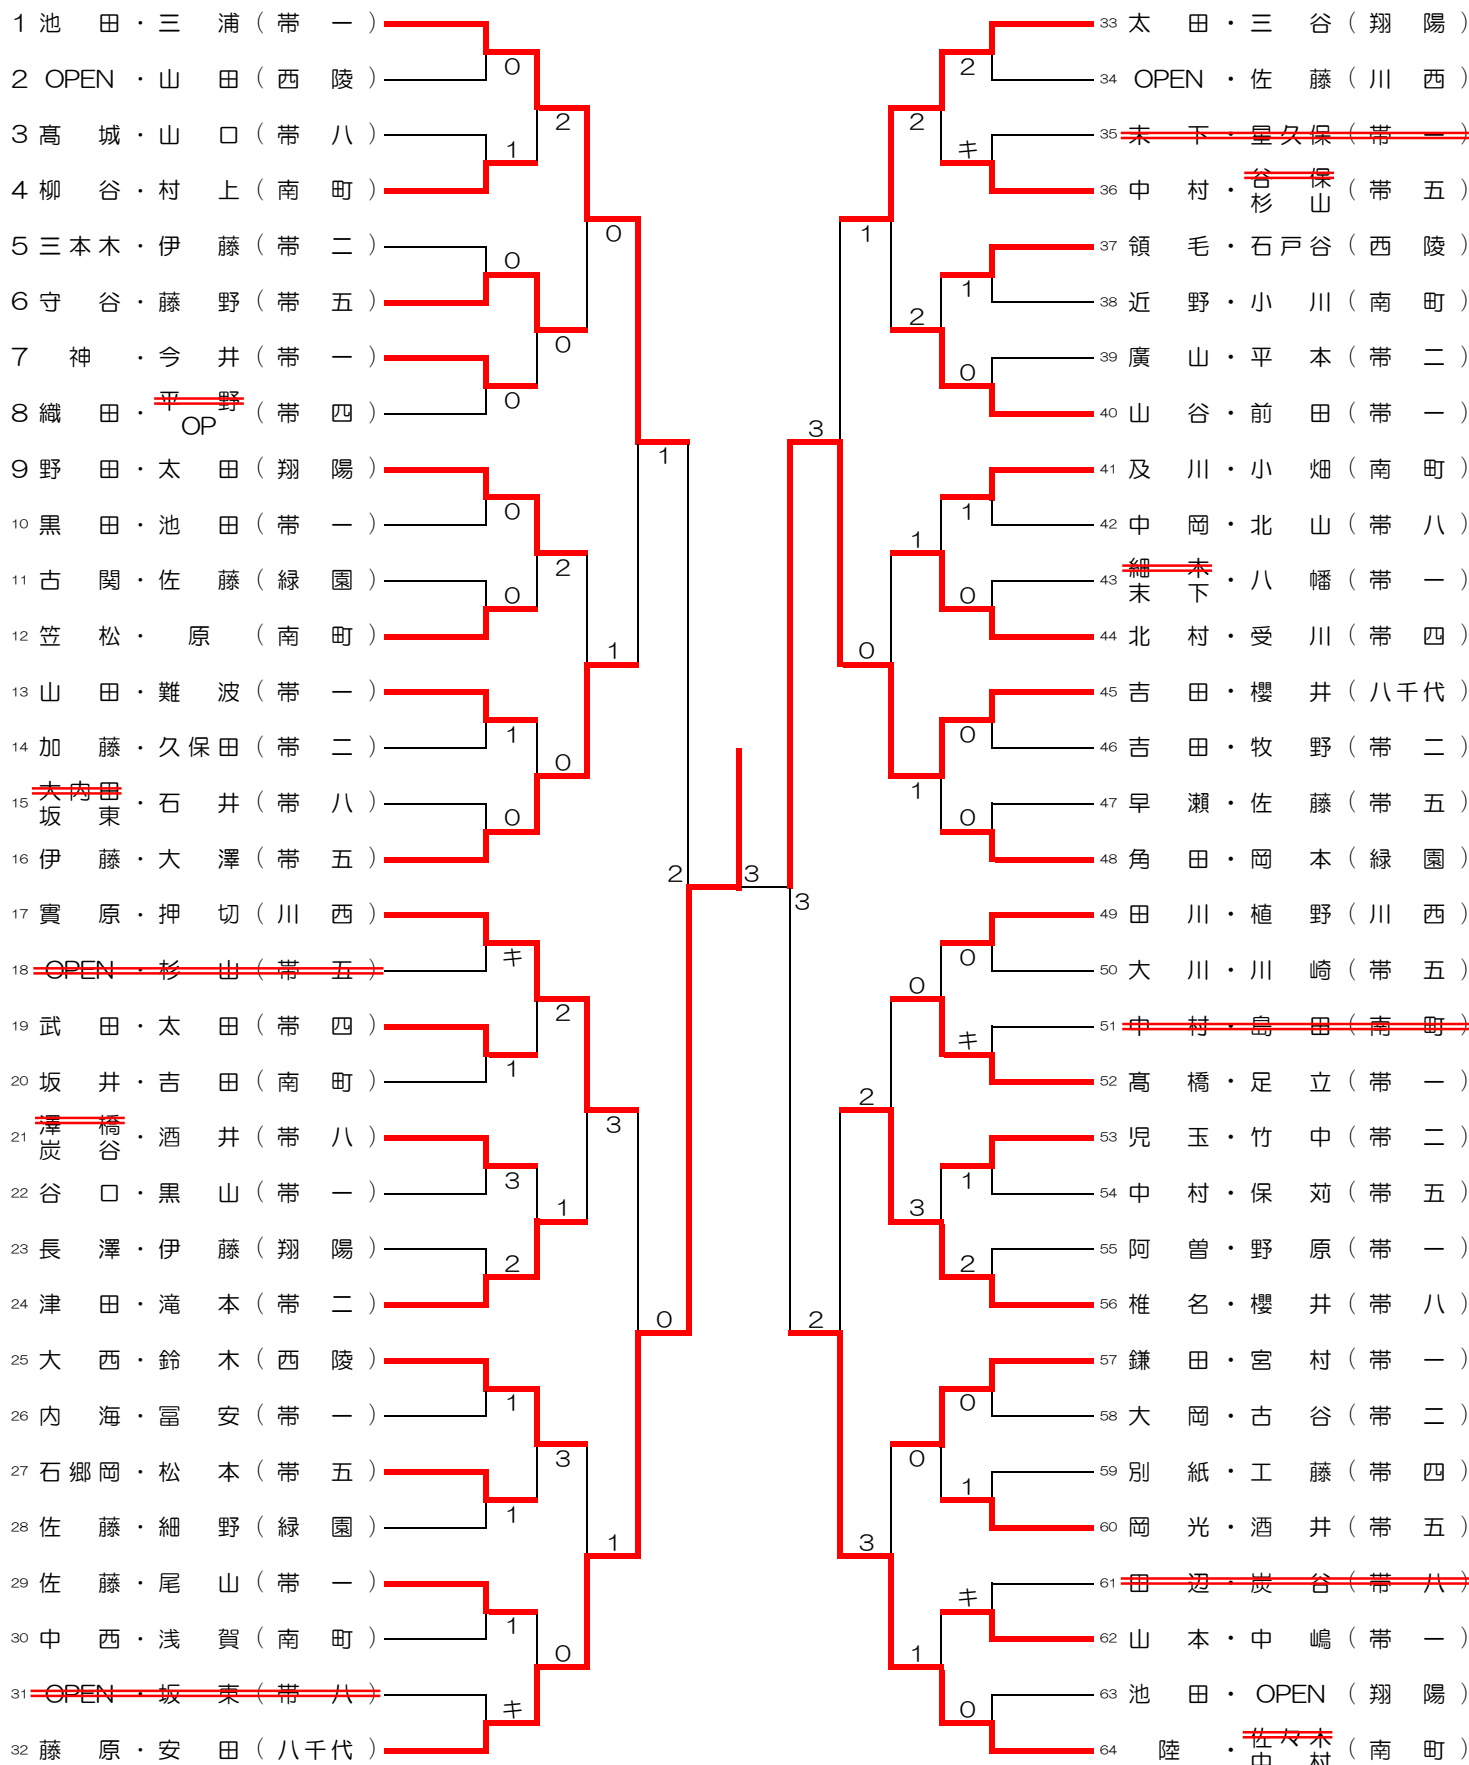 1 池田・三浦（帯一）
2 OPEN・山田（西陵）
3 髙城・山口（帯八）
4 柳谷・村上（南町）
5 三本木・伊藤（帯二）
6 守谷・藤野（帯五）
7 神・今井（帯一）
8 織田・平野（帯四）
OP
9 野田・太田（翔陽）
10 黒田・池田（帯一）
11 古関・佐藤（緑園）
12 笠松・原（南町）
13 山田・難波（帯一）
14 加藤・久保田（帯二）
15 大内田・石井（帯八）
坂東
16 伊藤・大澤（帯五）
17 實原・押切（川西）
18 OPEN・杉山（帯五）
19 武田・太田（帯四）
20 坂井・吉田（南町）
21 澤橋・酒井（帯八）
炭谷
22 谷口・黒山（帯一）
23 長澤・伊藤（翔陽）
24 津田・滝本（帯二）
25 大西・鈴木（西陵）
26 内海・冨安（帯一）
27 石郷岡・松本（帯五）
28 佐藤・細野（緑園）
29 佐藤・尾山（帯一）
30 中西・浅賀（南町）
31 OPEN・坂東（帯八）
32 藤原・安田（八千代）
0
1
0
0
0
0
1
0
キ
1
3
2
1
1
1
キ
2
0
2
0
2
1
3
0
0
1
3
1
1
0
2
3
3
3
2
1
0
2
3
2
2
1
1
0
0
3
0
1
2
キ
1
0
1
0
0
0
0
キ
1
2
0
1
キ
0
33 太田・三谷（翔陽）
34 OPEN・佐藤（川西）
35 末下・星久保（帯一）
36 中村・谷保（帯五）
杉山
37 領毛・石戸谷（西陵）
38 近野・小川（南町）
39 廣山・平本（帯二）
40 山谷・前田（帯一）
41 及川・小畑（南町）
42 中岡・北山（帯八）
43 細木・八幡（帯一）
末下
44 北村・受川（帯四）
45 吉田・櫻井（八千代）
46 吉田・牧野（帯二）
47 早瀬・佐藤（帯五）
48 角田・岡本（緑園）
49 田川・植野（川西）
50 大川・川崎（帯五）
51 中村・島田（南町）
52 髙橋・足立（帯一）
53 児玉・竹中（帯二）
54 中村・保苅（帯五）
55 阿曽・野原（帯一）
56 椎名・櫻井（帯八）
57 鎌田・宮村（帯一）
58 大岡・古谷（帯二）
59 別紙・工藤（帯四）
60 岡光・酒井（帯五）
61 田辺・炭谷（帯八）
62 山本・中嶋（帯一）
63 池田・OPEN（翔陽）
64 陸・佐々木（南町）
中村